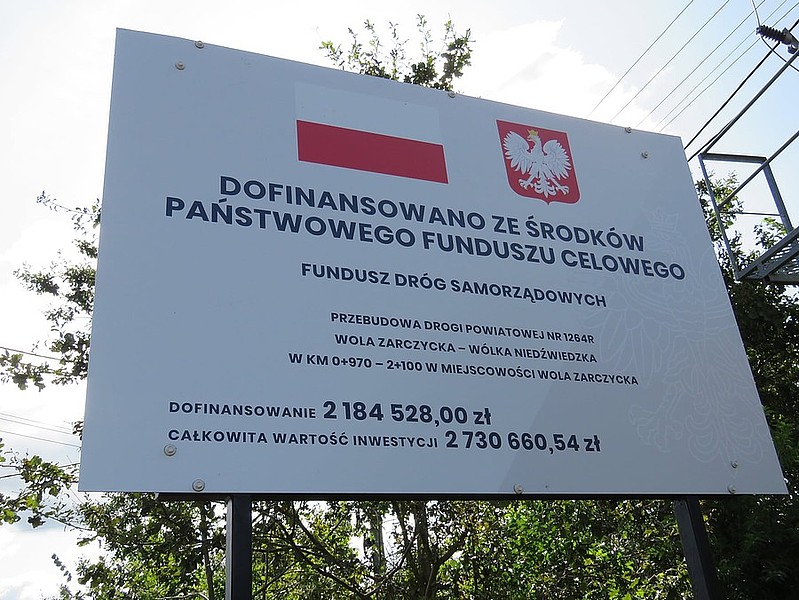 DOFINANSOWANO ZE ŚRODKÓW
PAŃSTWOWEGO FUNDUSZU CELOWEGO
FUNDUSZ DRÓG SAMORZĄDOWYCH
PRZEBUDOWA DROGI POWIATOWEJ NR 1264R
WOLA ZARCZYCKA – WÓLKA NIEDŹWIEDZKA
W KM 0+970 – 2+100 W MIEJSCOWOŚCI WOLA ZARCZYCKA
DOFINANSOWANIE 2 184 528,00 zł
CAŁKOWITA WARTOŚĆ INWESTYCJI 2 730 660,54 zł